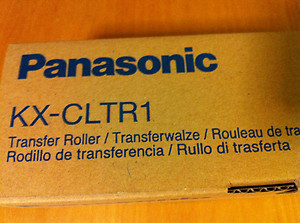 Panasonic
KX-CLTR1
Transfer Roller / Transferwalze / Rouleau de tra
Rodillo de transferencia / Rullo di trasferta